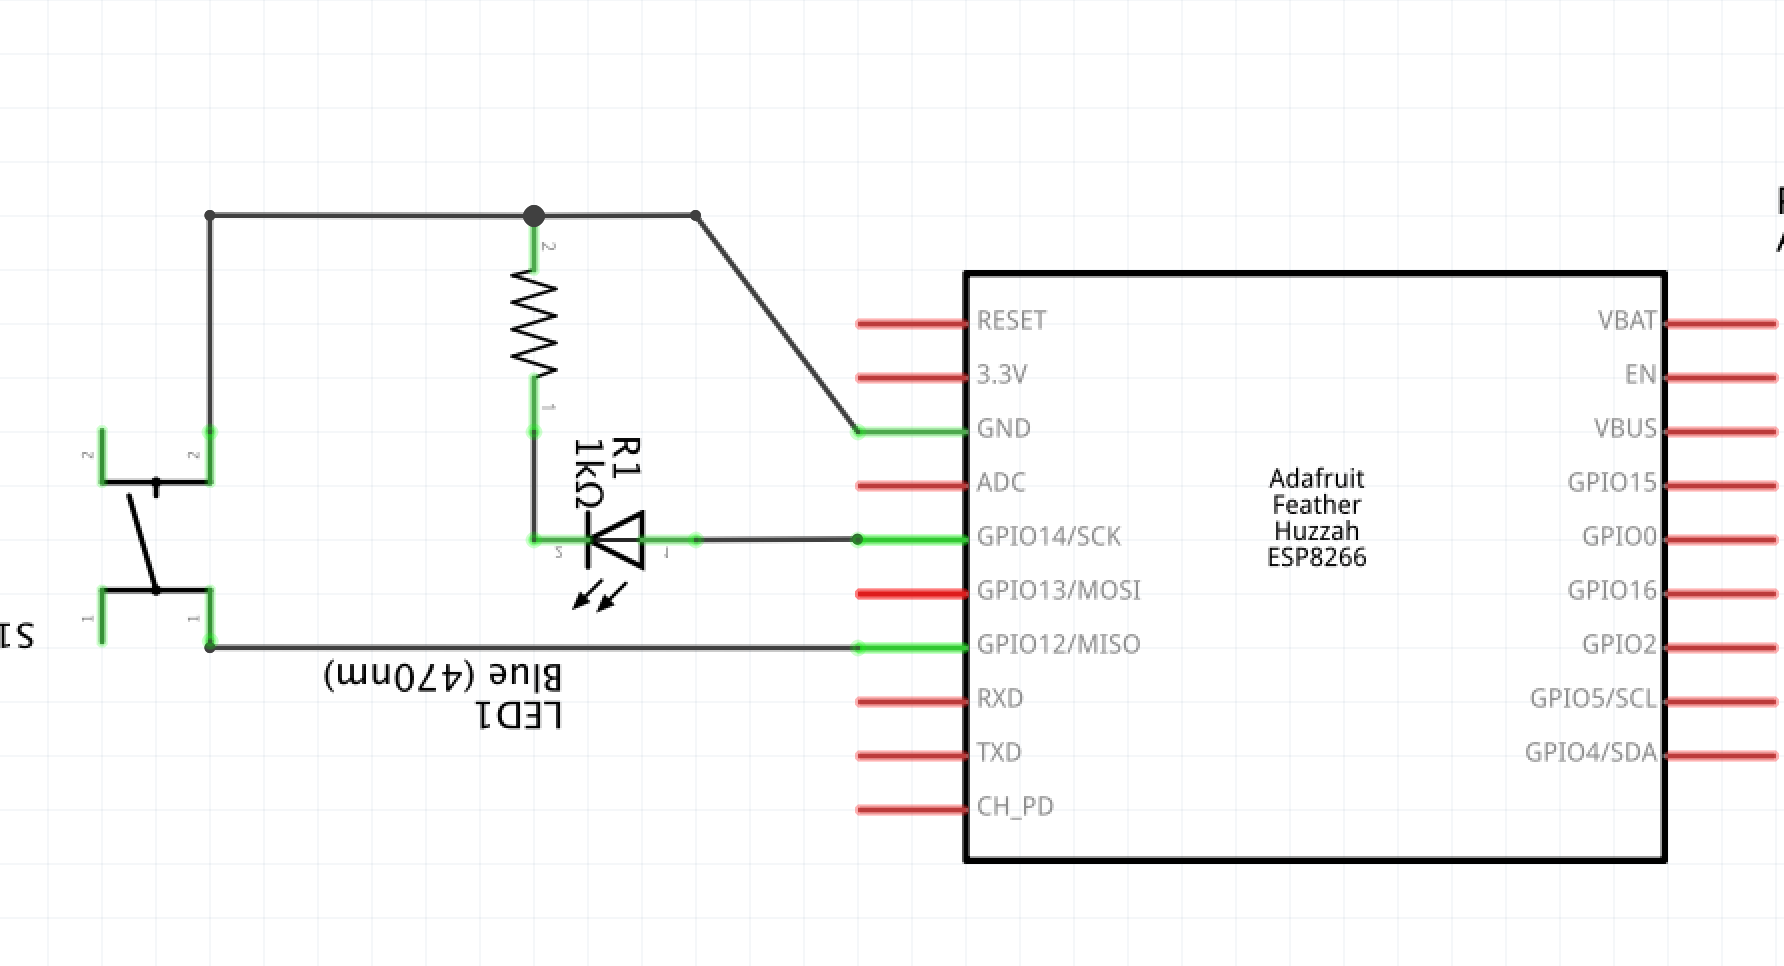 2
1
R1
1kΩ
2
2
1
1
S1
2
1
LED1
Blue (470nm)
RESET
3.3V
GND
ADC
GPIO14/SCK
GPIO13/MOSI
GPIO12/MISO
RXD
TXD
CH_PD
Adafruit
Feather
Huzzah
ESP8266
VBAT
EN
VBUS
GPIO15
GPIO0
GPIO16
GPIO2
GPIO5/SCL
GPIO4/SDA